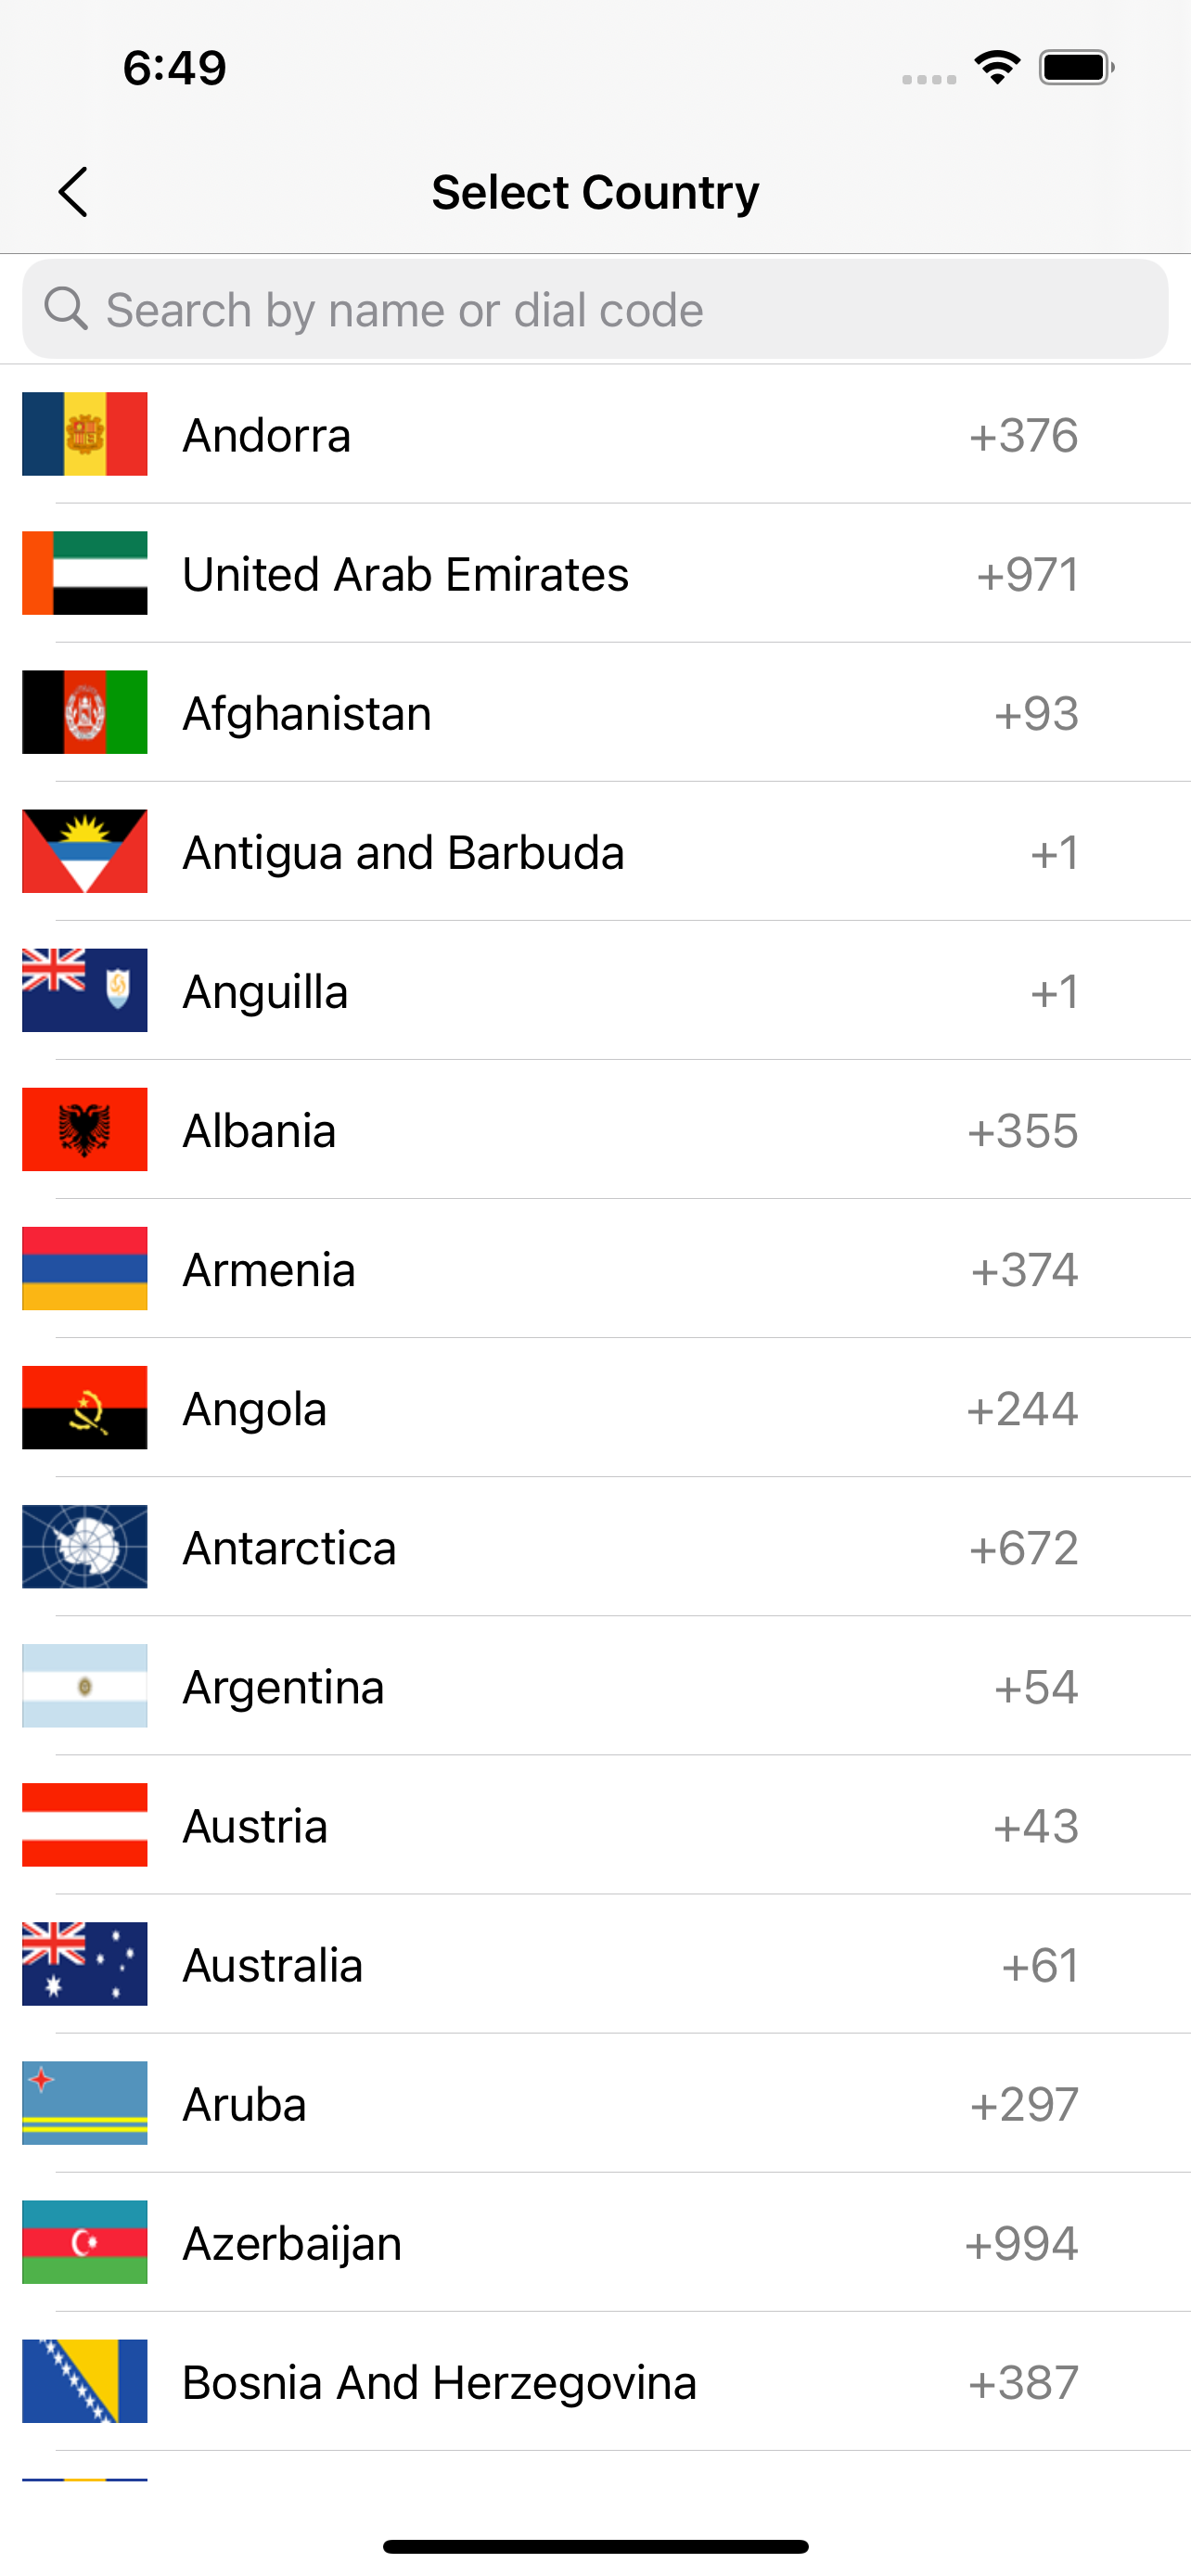 6:49
Select Country
Search by name or dial code
Andorra +376
United Arab Emirates +971
Afghanistan +93
Antigua and Barbuda +1
Anguilla +1
Albania +355
Armenia +374
Angola +244
Antarctica +672
Argentina +54
Austria +43
Australia +61
Aruba +297
Azerbaijan +994
Bosnia And Herzegovina +387